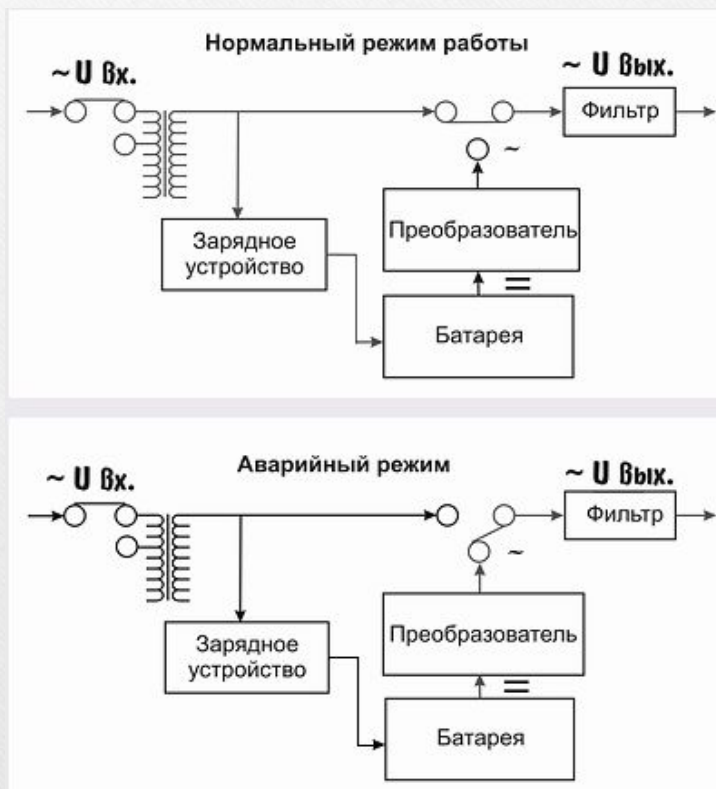 Нормальный режим работы
~ U Вх.
~ U Вых.
Фильтр
~
Преобразователь
Зарядное
устройство
=
Батарея
Аварийный режим
~ U Вх.
~ U Вых.
Фильтр
~
Преобразователь
Зарядное
устройство
=
Батарея